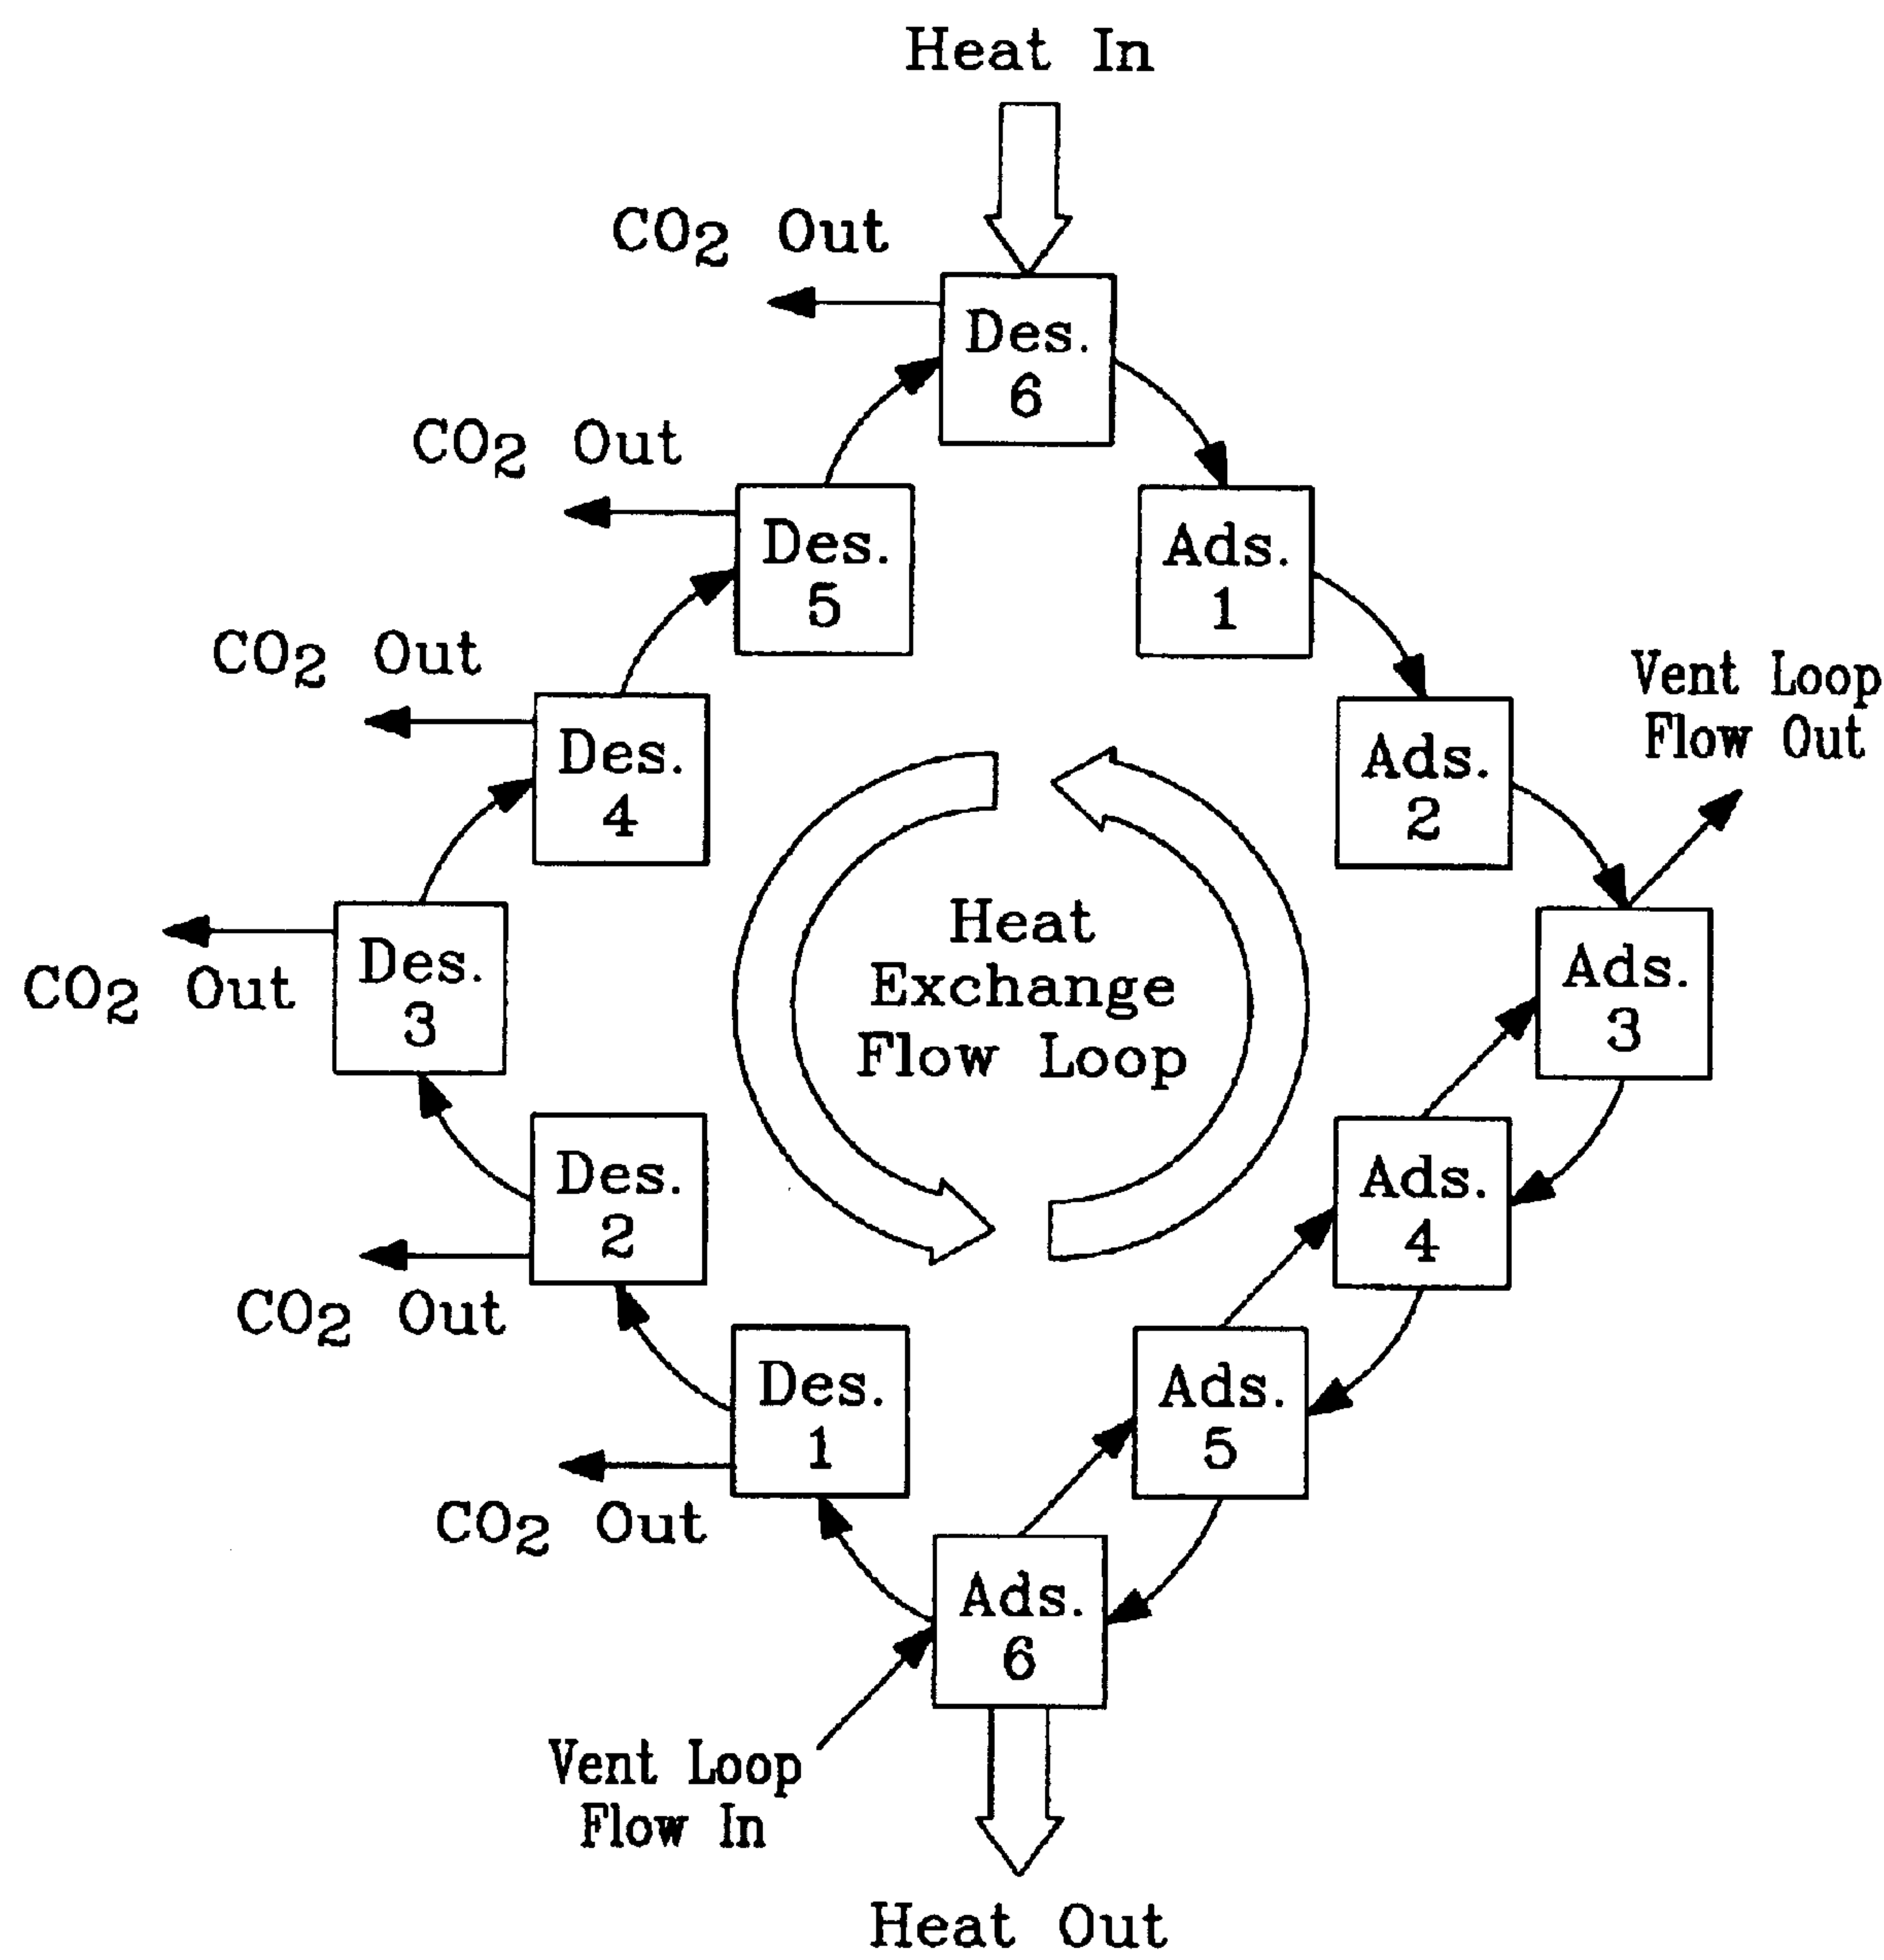 Heat In
CO2 Out
Des.
6
CO2 Out
Des.
5
Ads.
1
CO2 Out
Des.
4
Ads.
2
Vent Loop
Flow Out
CO2 Out
Des.
3
Heat
Exchange
Flow Loop
Ads.
3
Des.
2
CO2 Out
Ads.
4
Des.
1
CO2 Out
Ads.
5
Ads.
6
Vent Loop
Flow In
Heat Out